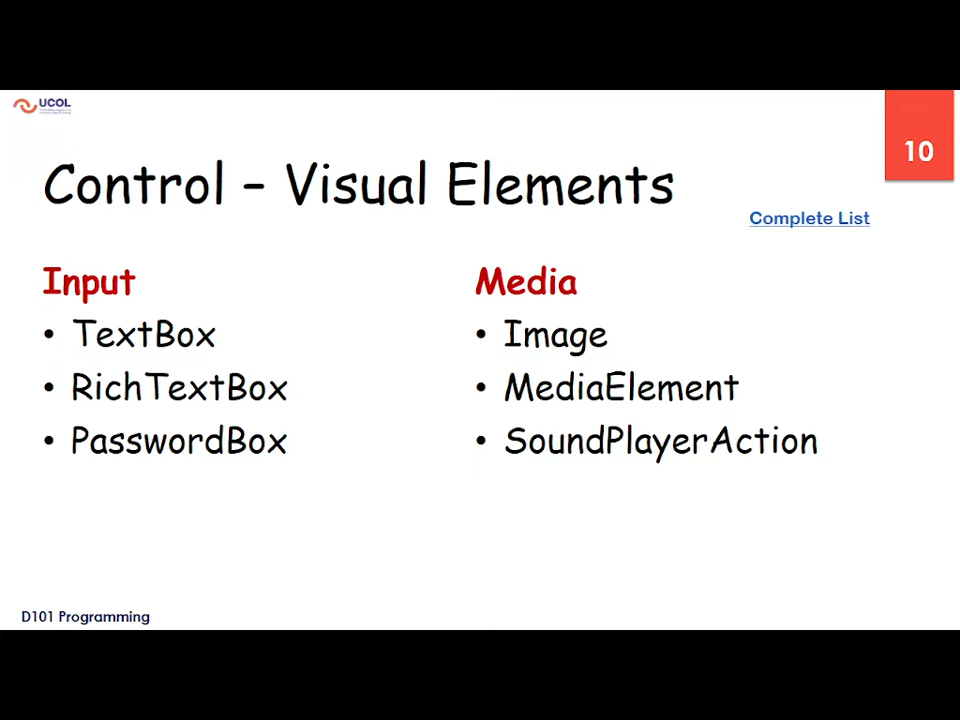 UCOL
10
Control – Visual Elements
Complete List
Input
• TextBox
• RichTextBox
• PasswordBox
Media
• Image
• MediaElement
• SoundPlayerAction
D101 Programming